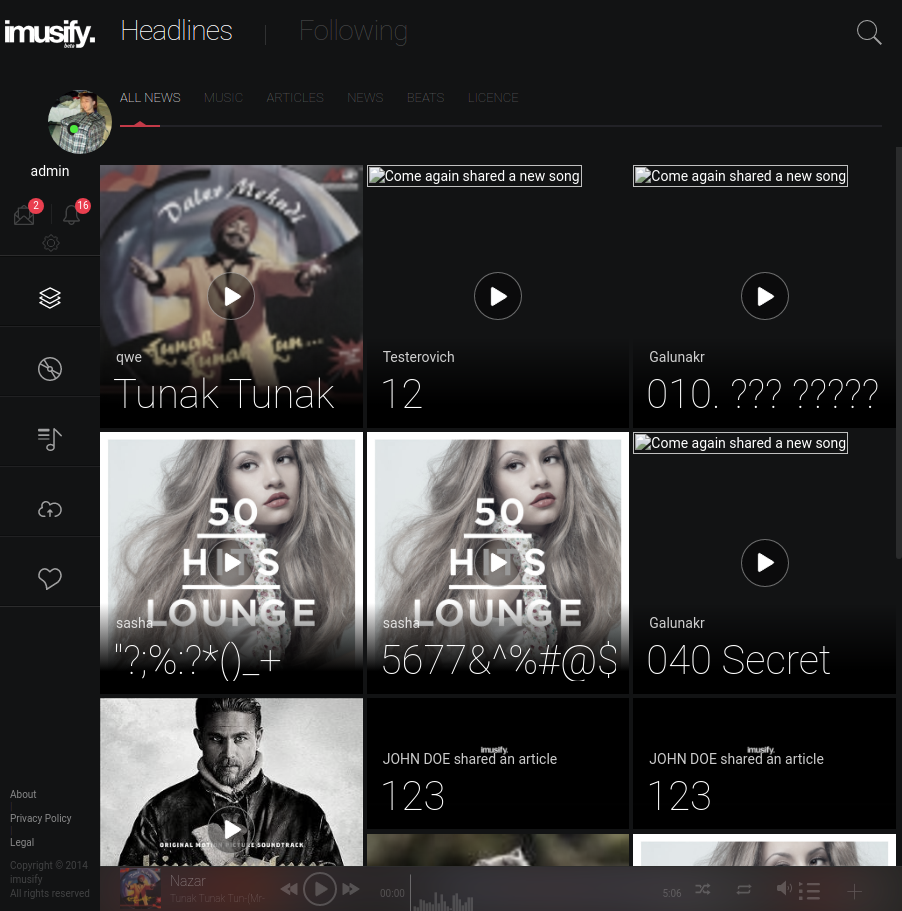 imusify.
beta
Headlines
Following
ALL NEWS MUSIC ARTICLES NEWS BEATS LICENCE
admin
2
16
Daler Mehndi
Tunak
Tunak Tun...
qwe
Tunak Tunak
Come again shared a new song
Testerovich
12
Come again shared a new song
Galunakr
010. ??? ?????
50
HITS
LOUNGE
sasha
"?;%:?*()_+
50
HITS
LOUNGE
sasha
5677&^%#@$
Come again shared a new song
Galunakr
040 Secret
ORIGINAL MOTION PICTURE SOUNDTRACK
imusify.
JOHN DOE shared an article
123
imusify.
JOHN DOE shared an article
123
About
Privacy Policy
Legal
Copyright © 2014
imusify
All rights reserved
Nazar
Tunak Tunak Tun-(Mr-
00:00
5:06